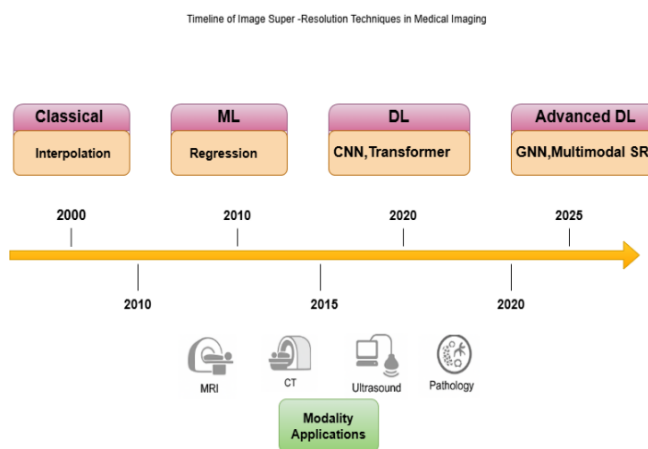 Timeline of Image Super -Resolution Techniques in Medical Imaging
Classical
ML
DL
Advanced DL
Interpolation
Regression
CNN,Transformer
GNN,Multimodal SR
2000
2010
2020
2025
2010
2015
2020
MRI
CT
Ultrasound
Pathology
Modality
Applications